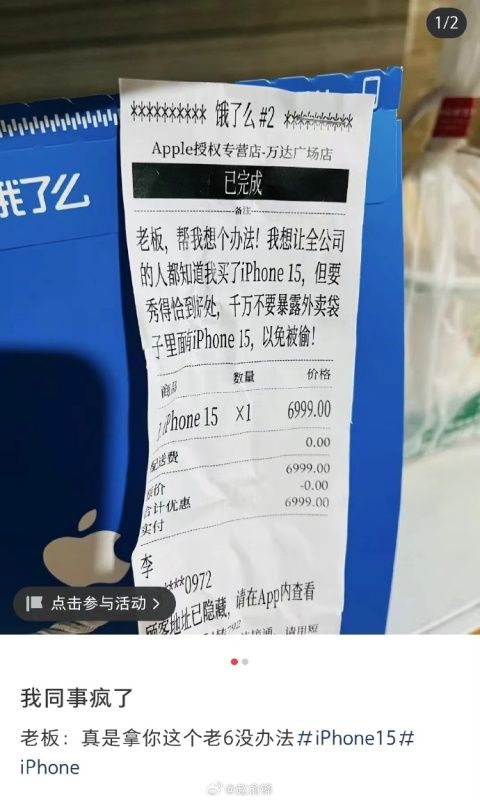 1/2
********** 饿了么 #2 **********
Apple授权专营店-万达广场店
已完成
备注
老板，帮我想个办法！我想让全公司
的人都知道我买了iPhone 15，但要
秀得恰到好处，千万不要暴露外卖袋
子里面有iPhone 15，以免被偷！
商品 数量 价格
iPhone 15 X1 6999.00
配送费 0.00
原价 6999.00
合计优惠 -0.00
实付 6999.00
李
****0972
顾客地址已隐藏，请在App内查看
饿了么
点击参与活动 >
我同事疯了
老板：真是拿你这个老6没办法#iPhone15#
iPhone